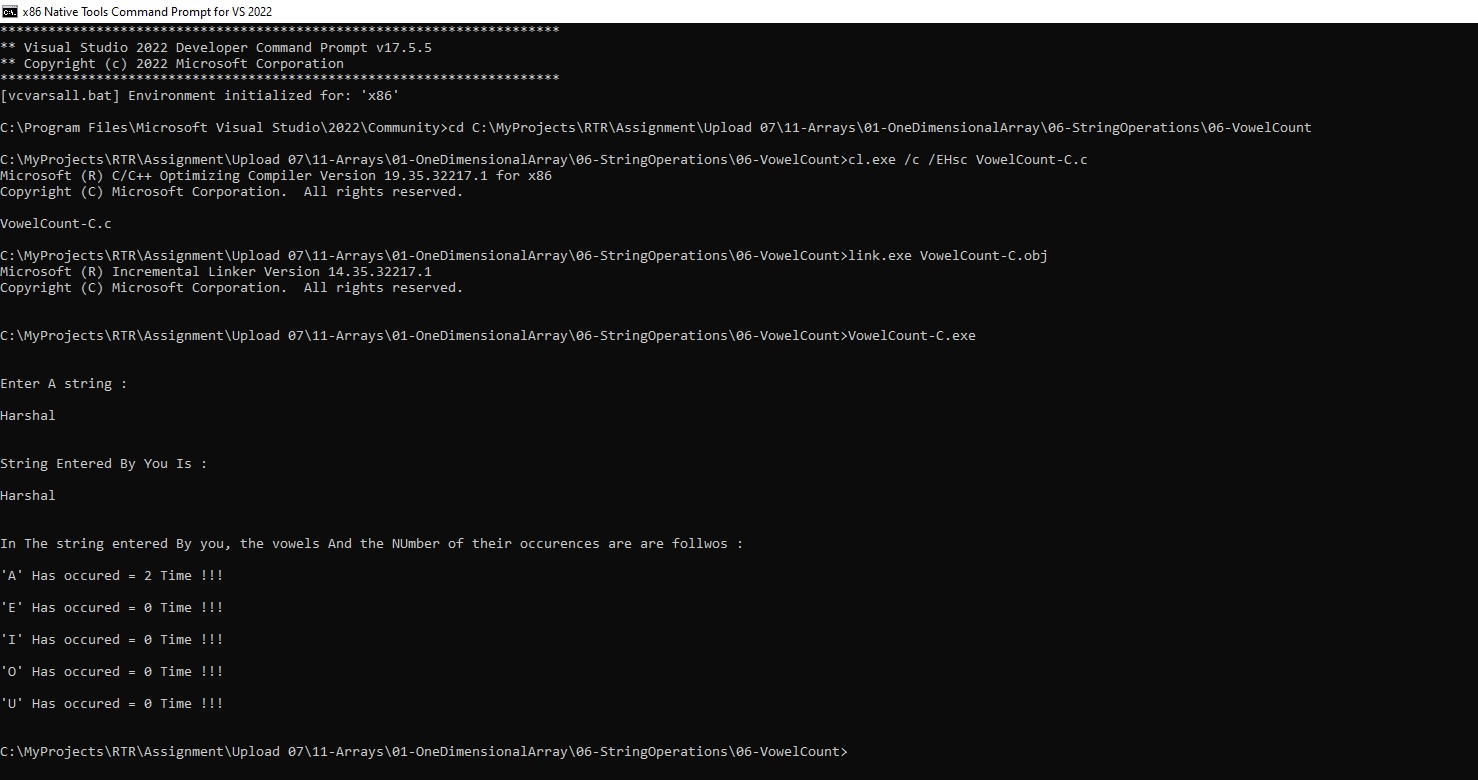 x86 Native Tools Command Prompt for VS 2022
**********************************************************************
** Visual Studio 2022 Developer Command Prompt v17.5.5
** Copyright (c) 2022 Microsoft Corporation
**********************************************************************
[vcvarsall.bat] Environment initialized for: 'x86'
C:\Program Files\Microsoft Visual Studio\2022\Community>cd C:\MyProjects\RTR\Assignment\Upload 07\11-Arrays\01-OneDimensionalArray\06-StringOperations\06-VowelCount
C:\MyProjects\RTR\Assignment\Upload 07\11-Arrays\01-OneDimensionalArray\06-StringOperations\06-VowelCount>cl.exe /c /EHsc VowelCount-C.c
Microsoft (R) C/C++ Optimizing Compiler Version 19.35.32217.1 for x86
Copyright (C) Microsoft Corporation.  All rights reserved.
VowelCount-C.c
C:\MyProjects\RTR\Assignment\Upload 07\11-Arrays\01-OneDimensionalArray\06-StringOperations\06-VowelCount>link.exe VowelCount-C.obj
Microsoft (R) Incremental Linker Version 14.35.32217.1
Copyright (C) Microsoft Corporation.  All rights reserved.
C:\MyProjects\RTR\Assignment\Upload 07\11-Arrays\01-OneDimensionalArray\06-StringOperations\06-VowelCount>VowelCount-C.exe
Enter A string :
Harshal
String Entered By You Is :
Harshal
In The string entered By you, the vowels And the NUmber of their occurences are are follwos :
'A' Has occured = 2 Time !!!
'E' Has occured = 0 Time !!!
'I' Has occured = 0 Time !!!
'O' Has occured = 0 Time !!!
'U' Has occured = 0 Time !!!
C:\MyProjects\RTR\Assignment\Upload 07\11-Arrays\01-OneDimensionalArray\06-StringOperations\06-VowelCount>